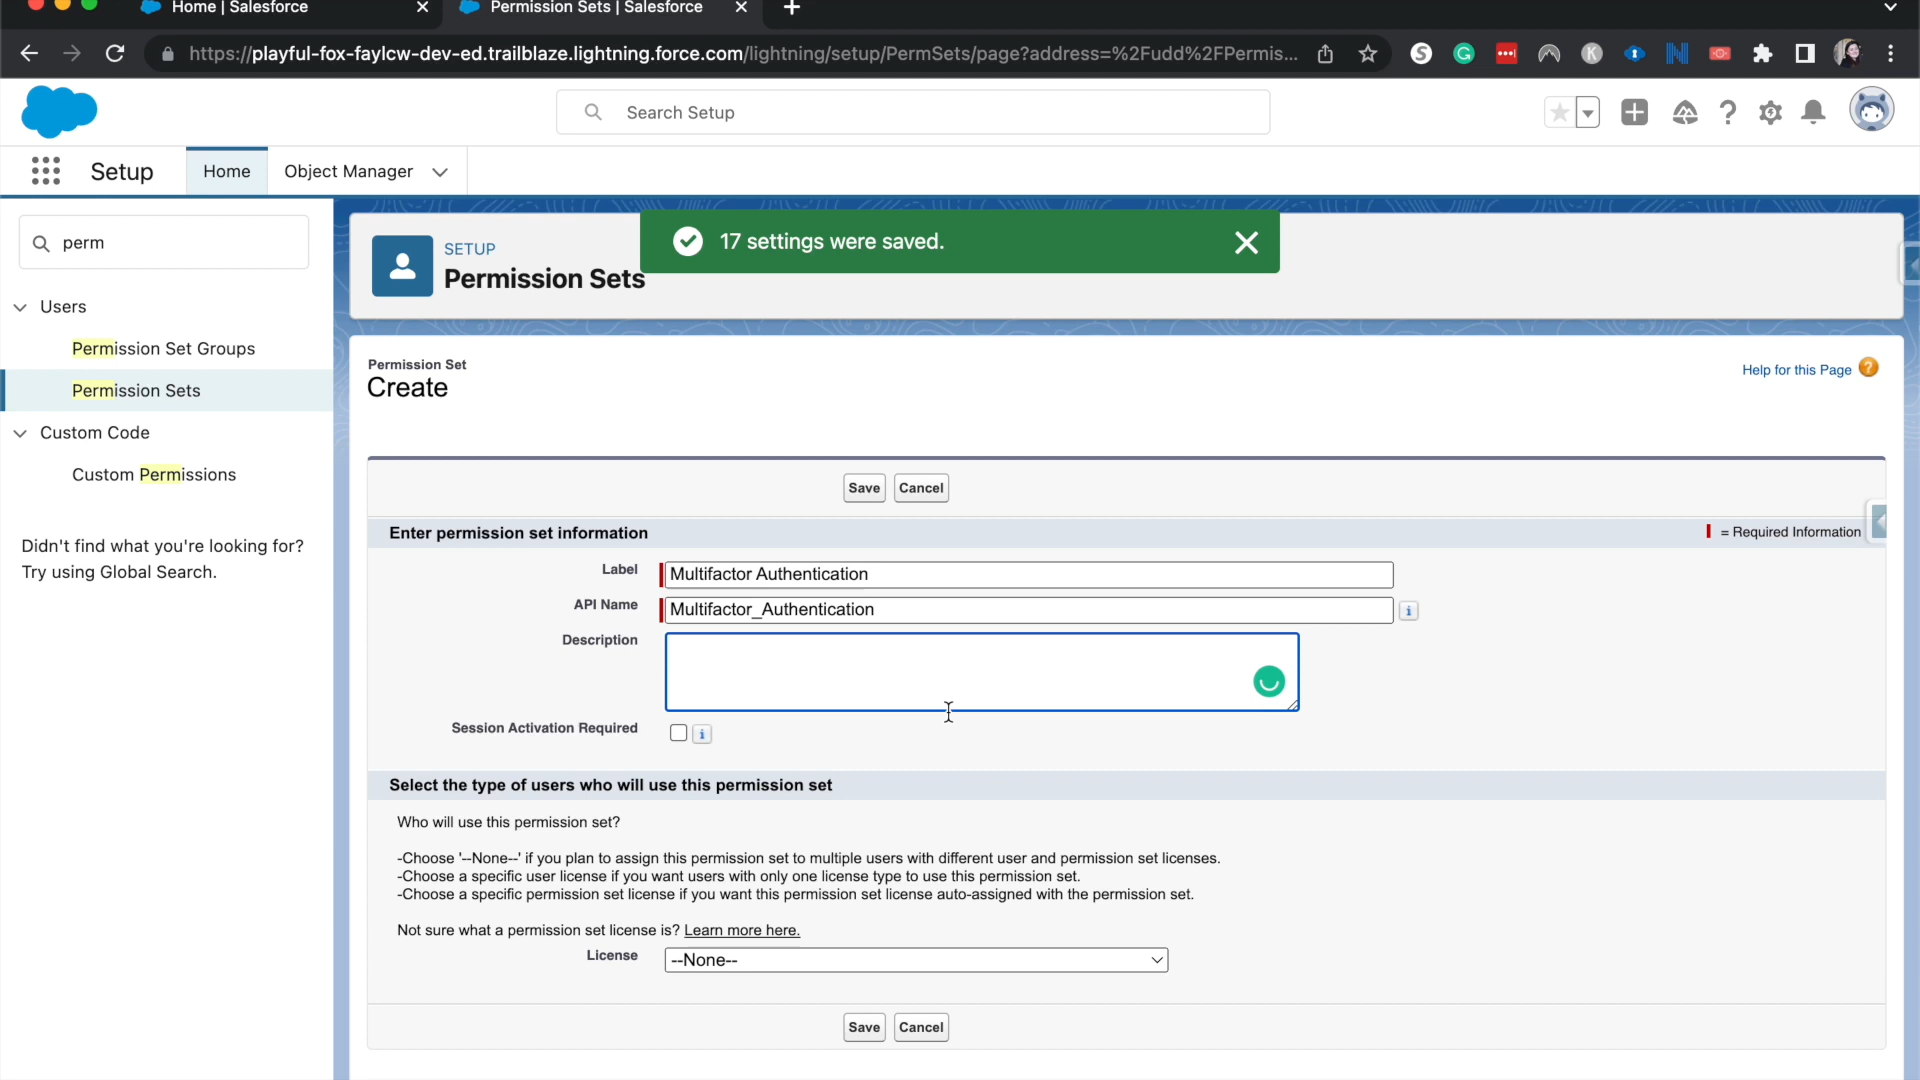 Home | Salesforce
Permission Sets | Salesforce
https://playful-fox-faylcw-dev-ed.trailblaze.lightning.force.com/lightning/setup/PermSets/page?address=%2Fudd%2FPermis...
Search Setup
Setup
Home
Object Manager
perm
17 settings were saved.
SETUP
Permission Sets
Users
Permission Set Groups
Permission Sets
Custom Code
Custom Permissions
Didn't find what you're looking for?
Try using Global Search.
Permission Set
Create
Help for this Page
Save
Cancel
Enter permission set information
= Required Information
Label
Multifactor Authentication
API Name
Multifactor_Authentication
Description
Session Activation Required
Select the type of users who will use this permission set
Who will use this permission set?
-Choose '--None--' if you plan to assign this permission set to multiple users with different user and permission set licenses.
-Choose a specific user license if you want users with only one license type to use this permission set.
-Choose a specific permission set license if you want this permission set license auto-assigned with the permission set.
Not sure what a permission set license is? Learn more here.
License
--None--
Save
Cancel